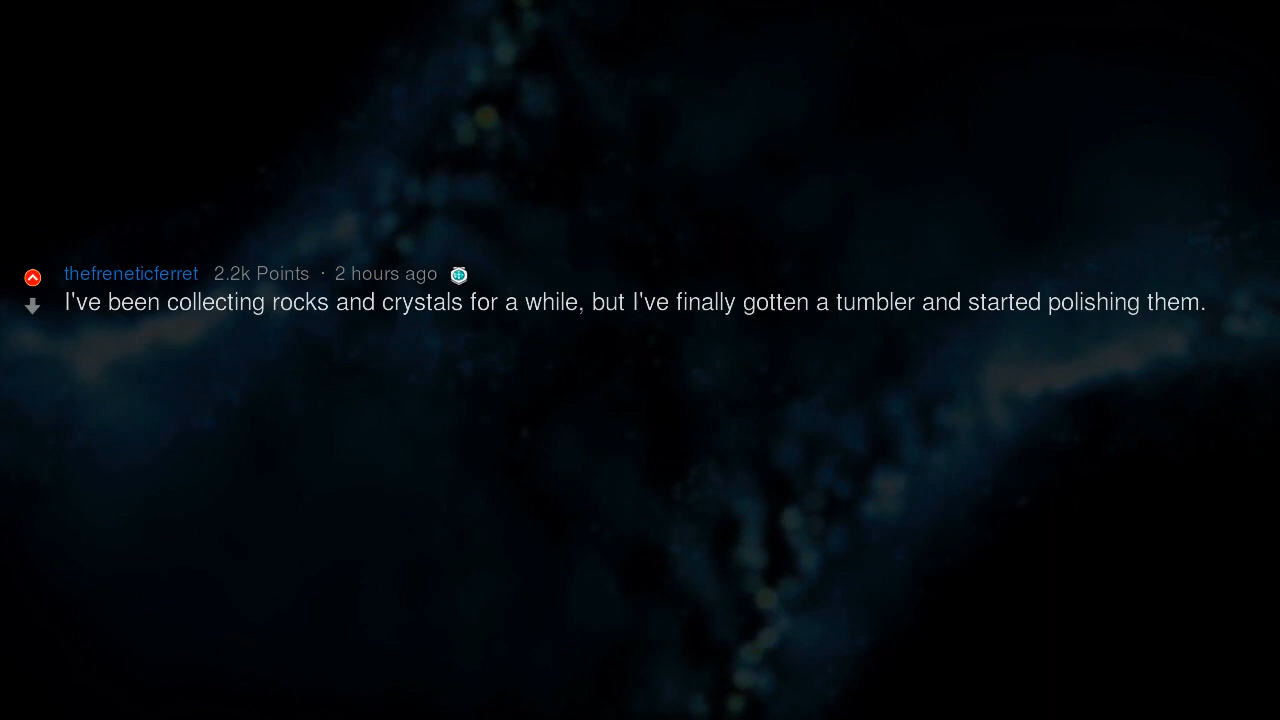 thefreneticferret 2.2k Points · 2 hours ago
I've been collecting rocks and crystals for a while, but I've finally gotten a tumbler and started polishing them.